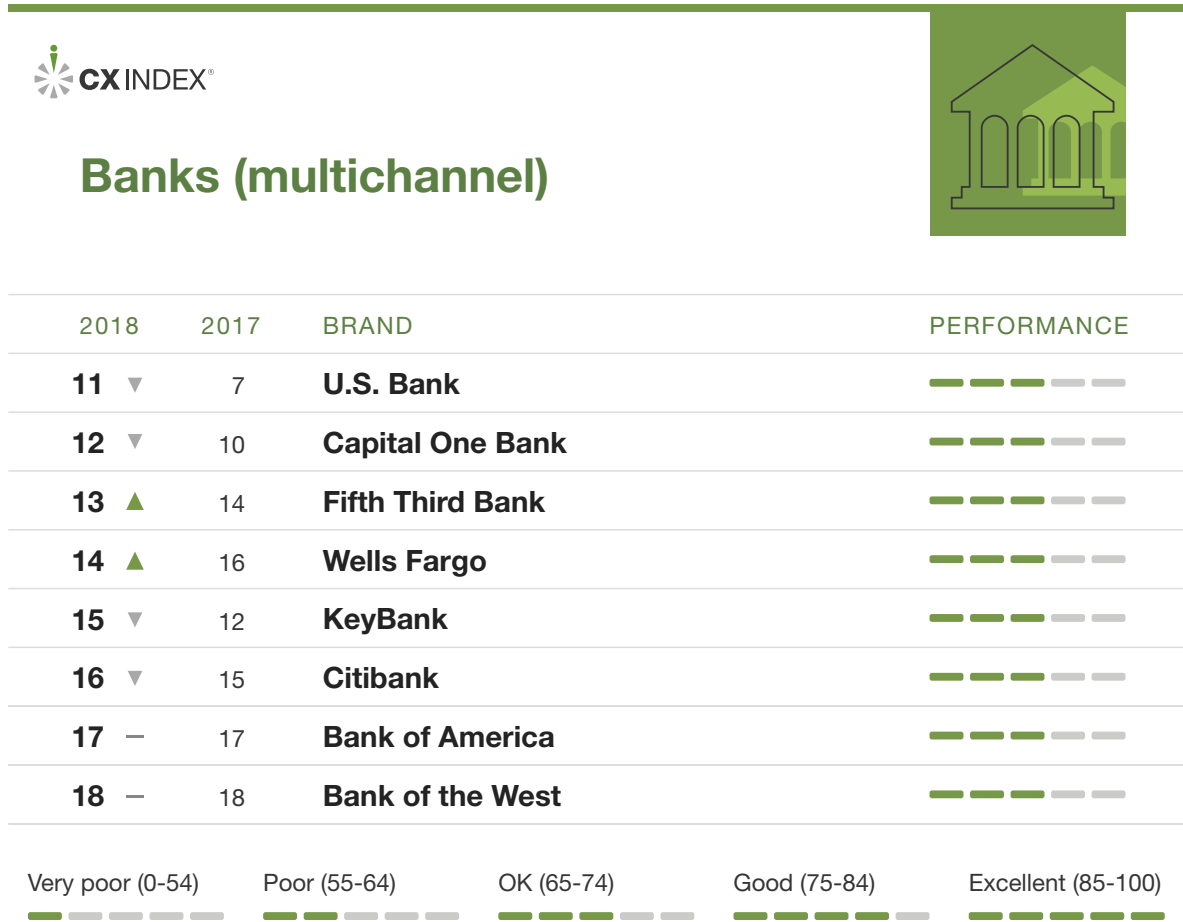 CX INDEX®
Banks (multichannel)
2018 2017 BRAND PERFORMANCE
11 ▼ 7 U.S. Bank
12 ▼ 10 Capital One Bank
13 ▲ 14 Fifth Third Bank
14 ▲ 16 Wells Fargo
15 ▼ 12 KeyBank
16 ▼ 15 Citibank
17 – 17 Bank of America
18 – 18 Bank of the West
Very poor (0-54) Poor (55-64) OK (65-74) Good (75-84) Excellent (85-100)